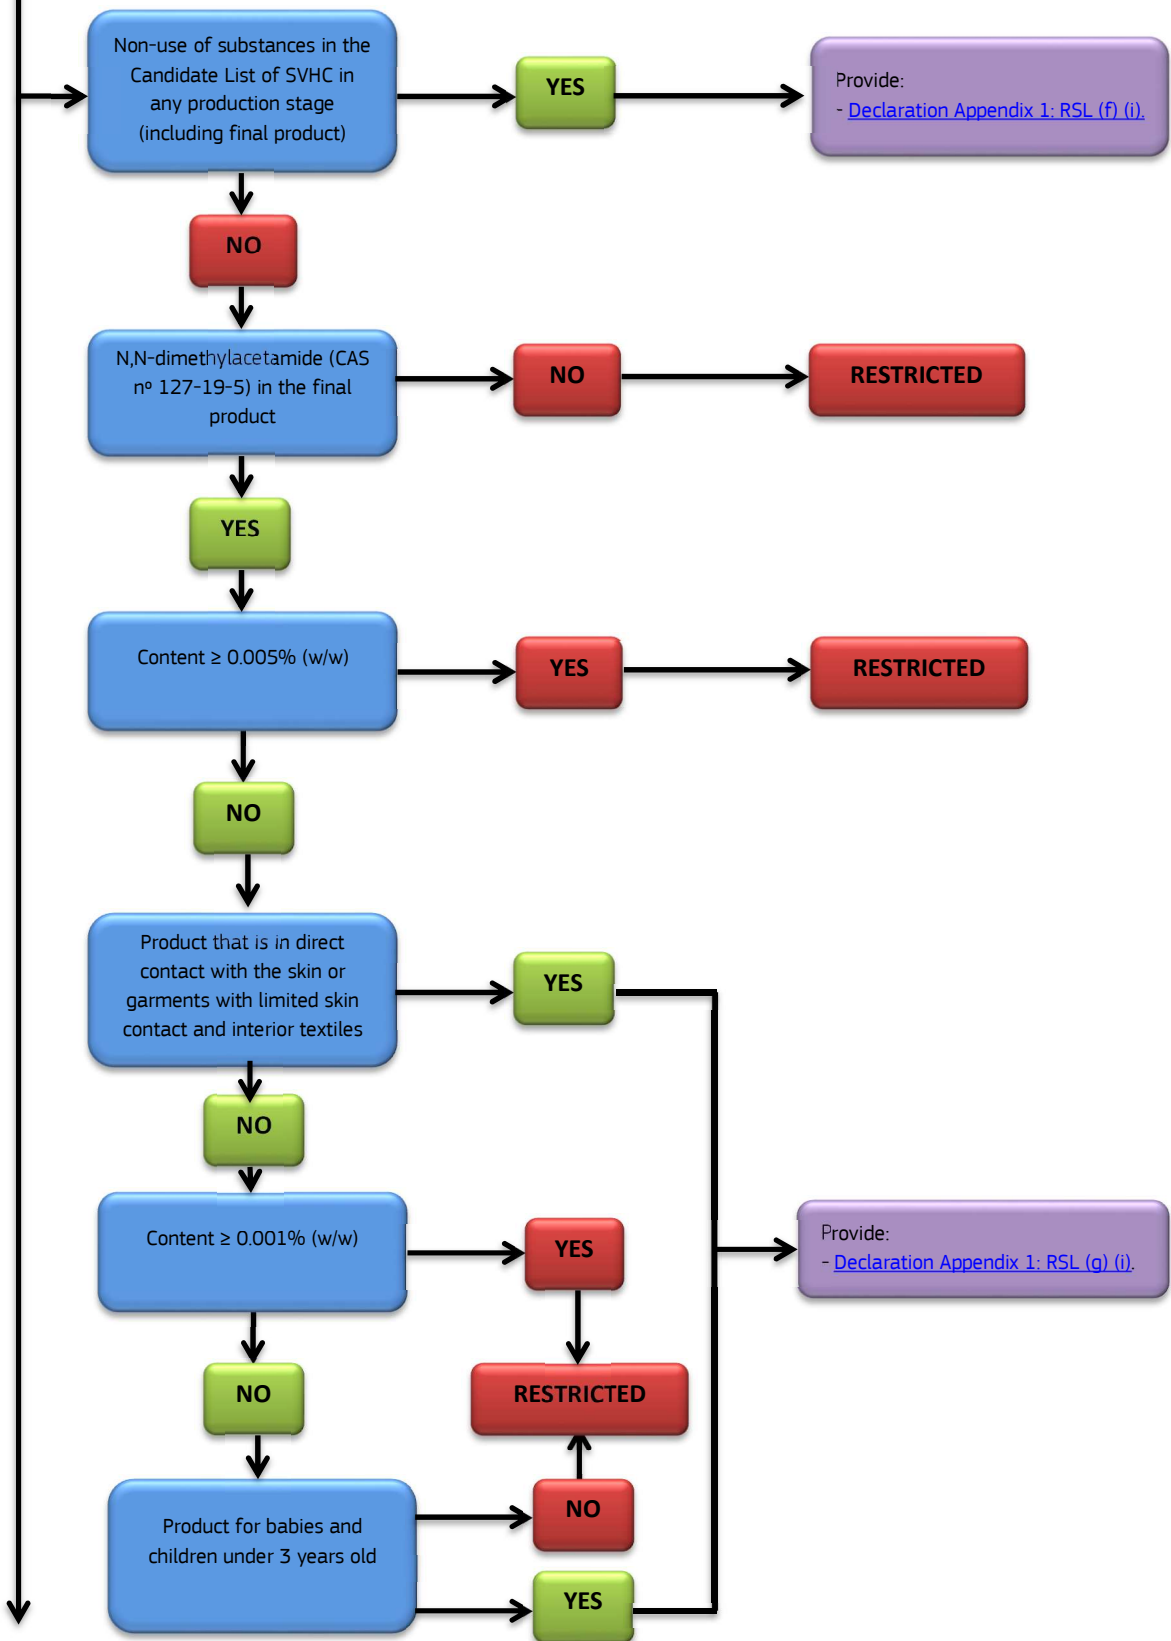 Non-use of substances in the
Candidate List of SVHC in
any production stage
(including final product)
YES
Provide:
- Declaration Appendix 1: RSL (f) (i).
NO
N,N-dimethylacetamide (CAS
nº 127-19-5) in the final
product
NO
RESTRICTED
YES
Content ≥ 0.005% (w/w)
YES
RESTRICTED
NO
Product that is in direct
contact with the skin or
garments with limited skin
contact and interior textiles
YES
NO
Content ≥ 0.001% (w/w)
YES
Provide:
- Declaration Appendix 1: RSL (g) (i).
NO
RESTRICTED
Product for babies and
children under 3 years old
NO
YES